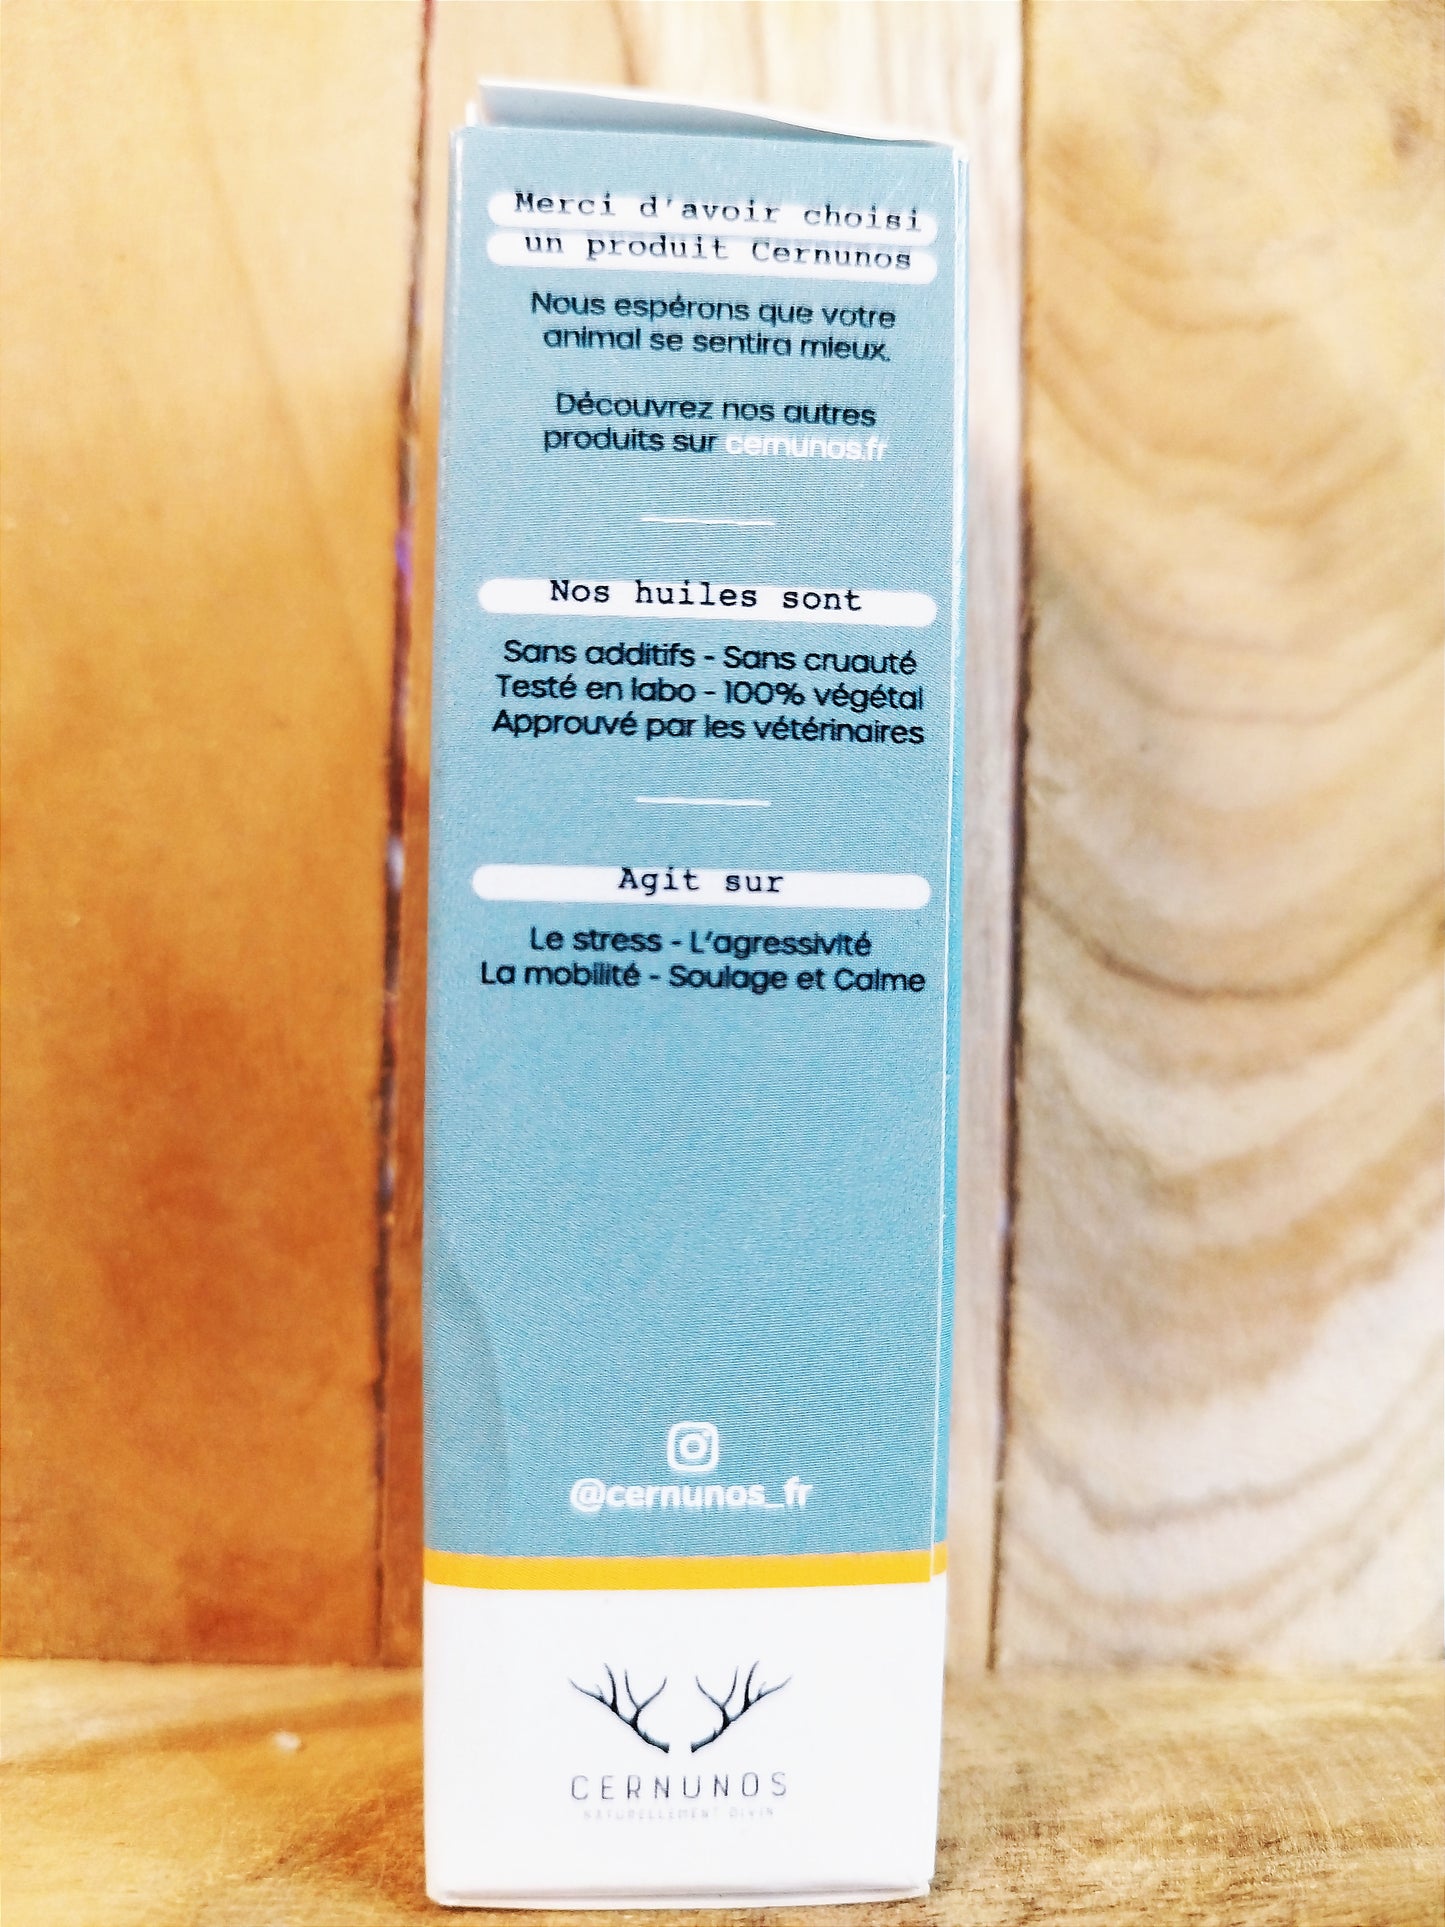 Merci d'avoir choisi
un produit Cernunos
Nous espérons que votre
animal se sentira mieux.
Découvrez nos autres
produits sur cernunos.fr
Nos huiles sont
Sans additifs - Sans cruauté
Testé en labo - 100% végétal
Approuvé par les vétérinaires
Agit sur
Le stress - L'agressivité
La mobilité - Soulage et Calme
@cernunos_fr
CERNUNOS
NATURELLEMENT DIVIN